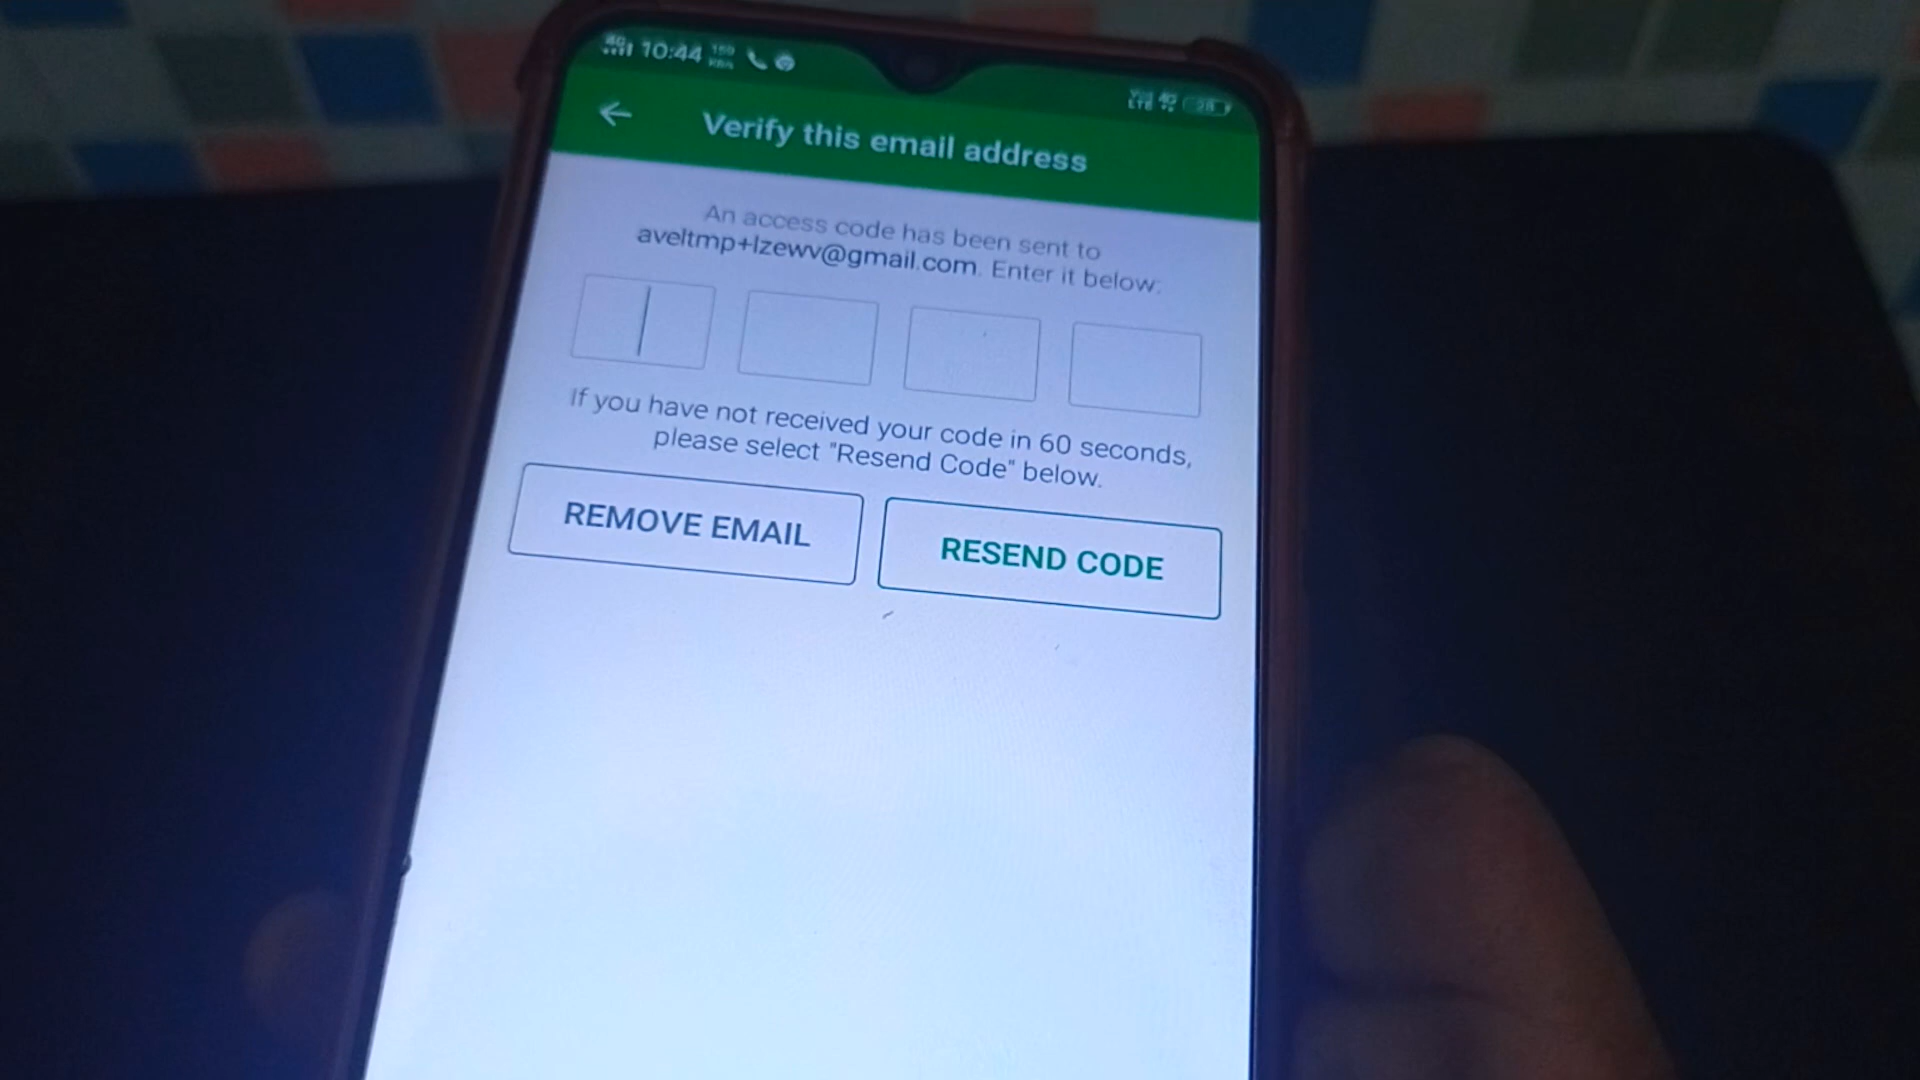 10:44
Verify this email address
An access code has been sent to
aveltmp+lzewv@gmail.com. Enter it below.
If you have not received your code in 60 seconds,
please select "Resend Code" below.
REMOVE EMAIL
RESEND CODE